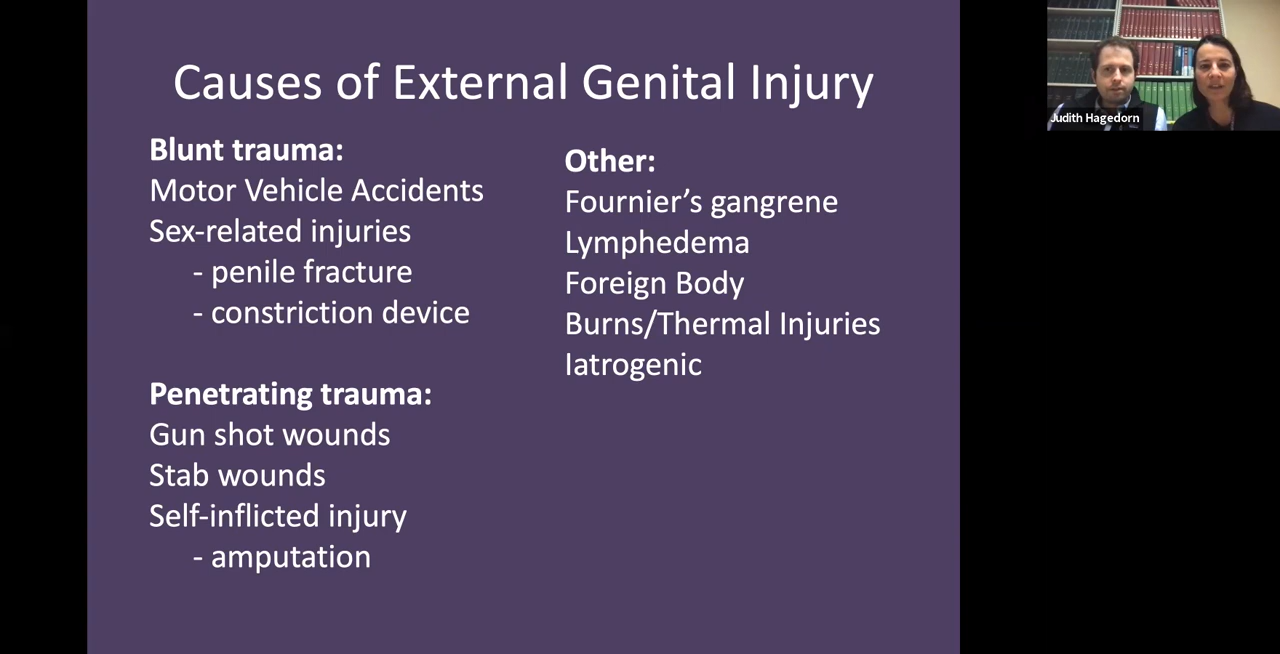 Causes of External Genital Injury
Blunt trauma:
Motor Vehicle Accidents
Sex-related injuries
- penile fracture
- constriction device
Penetrating trauma:
Gun shot wounds
Stab wounds
Self-inflicted injury
- amputation
Other:
Fournier’s gangrene
Lymphedema
Foreign Body
Burns/Thermal Injuries
Iatrogenic
Judith Hagedorn